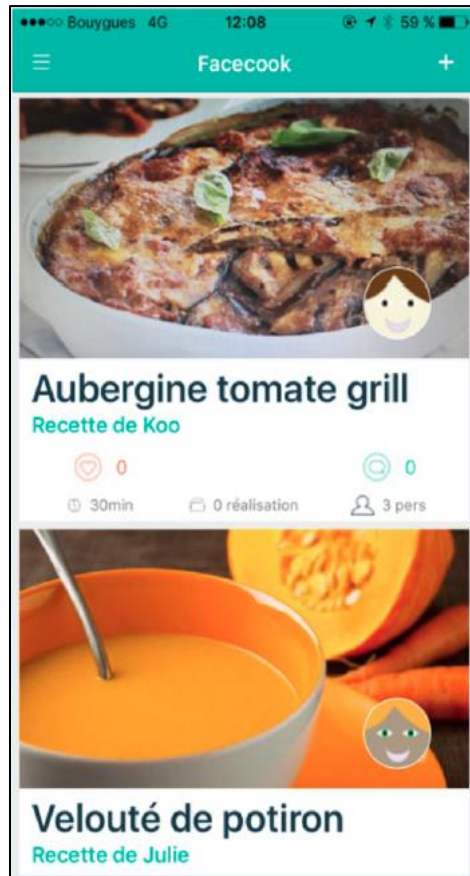 Bouygues 4G 12:08 59 %
Facecook
Aubergine tomate grill
Recette de Koo
0 0
30min 0 réalisation 3 pers
Velouté de potiron
Recette de Julie